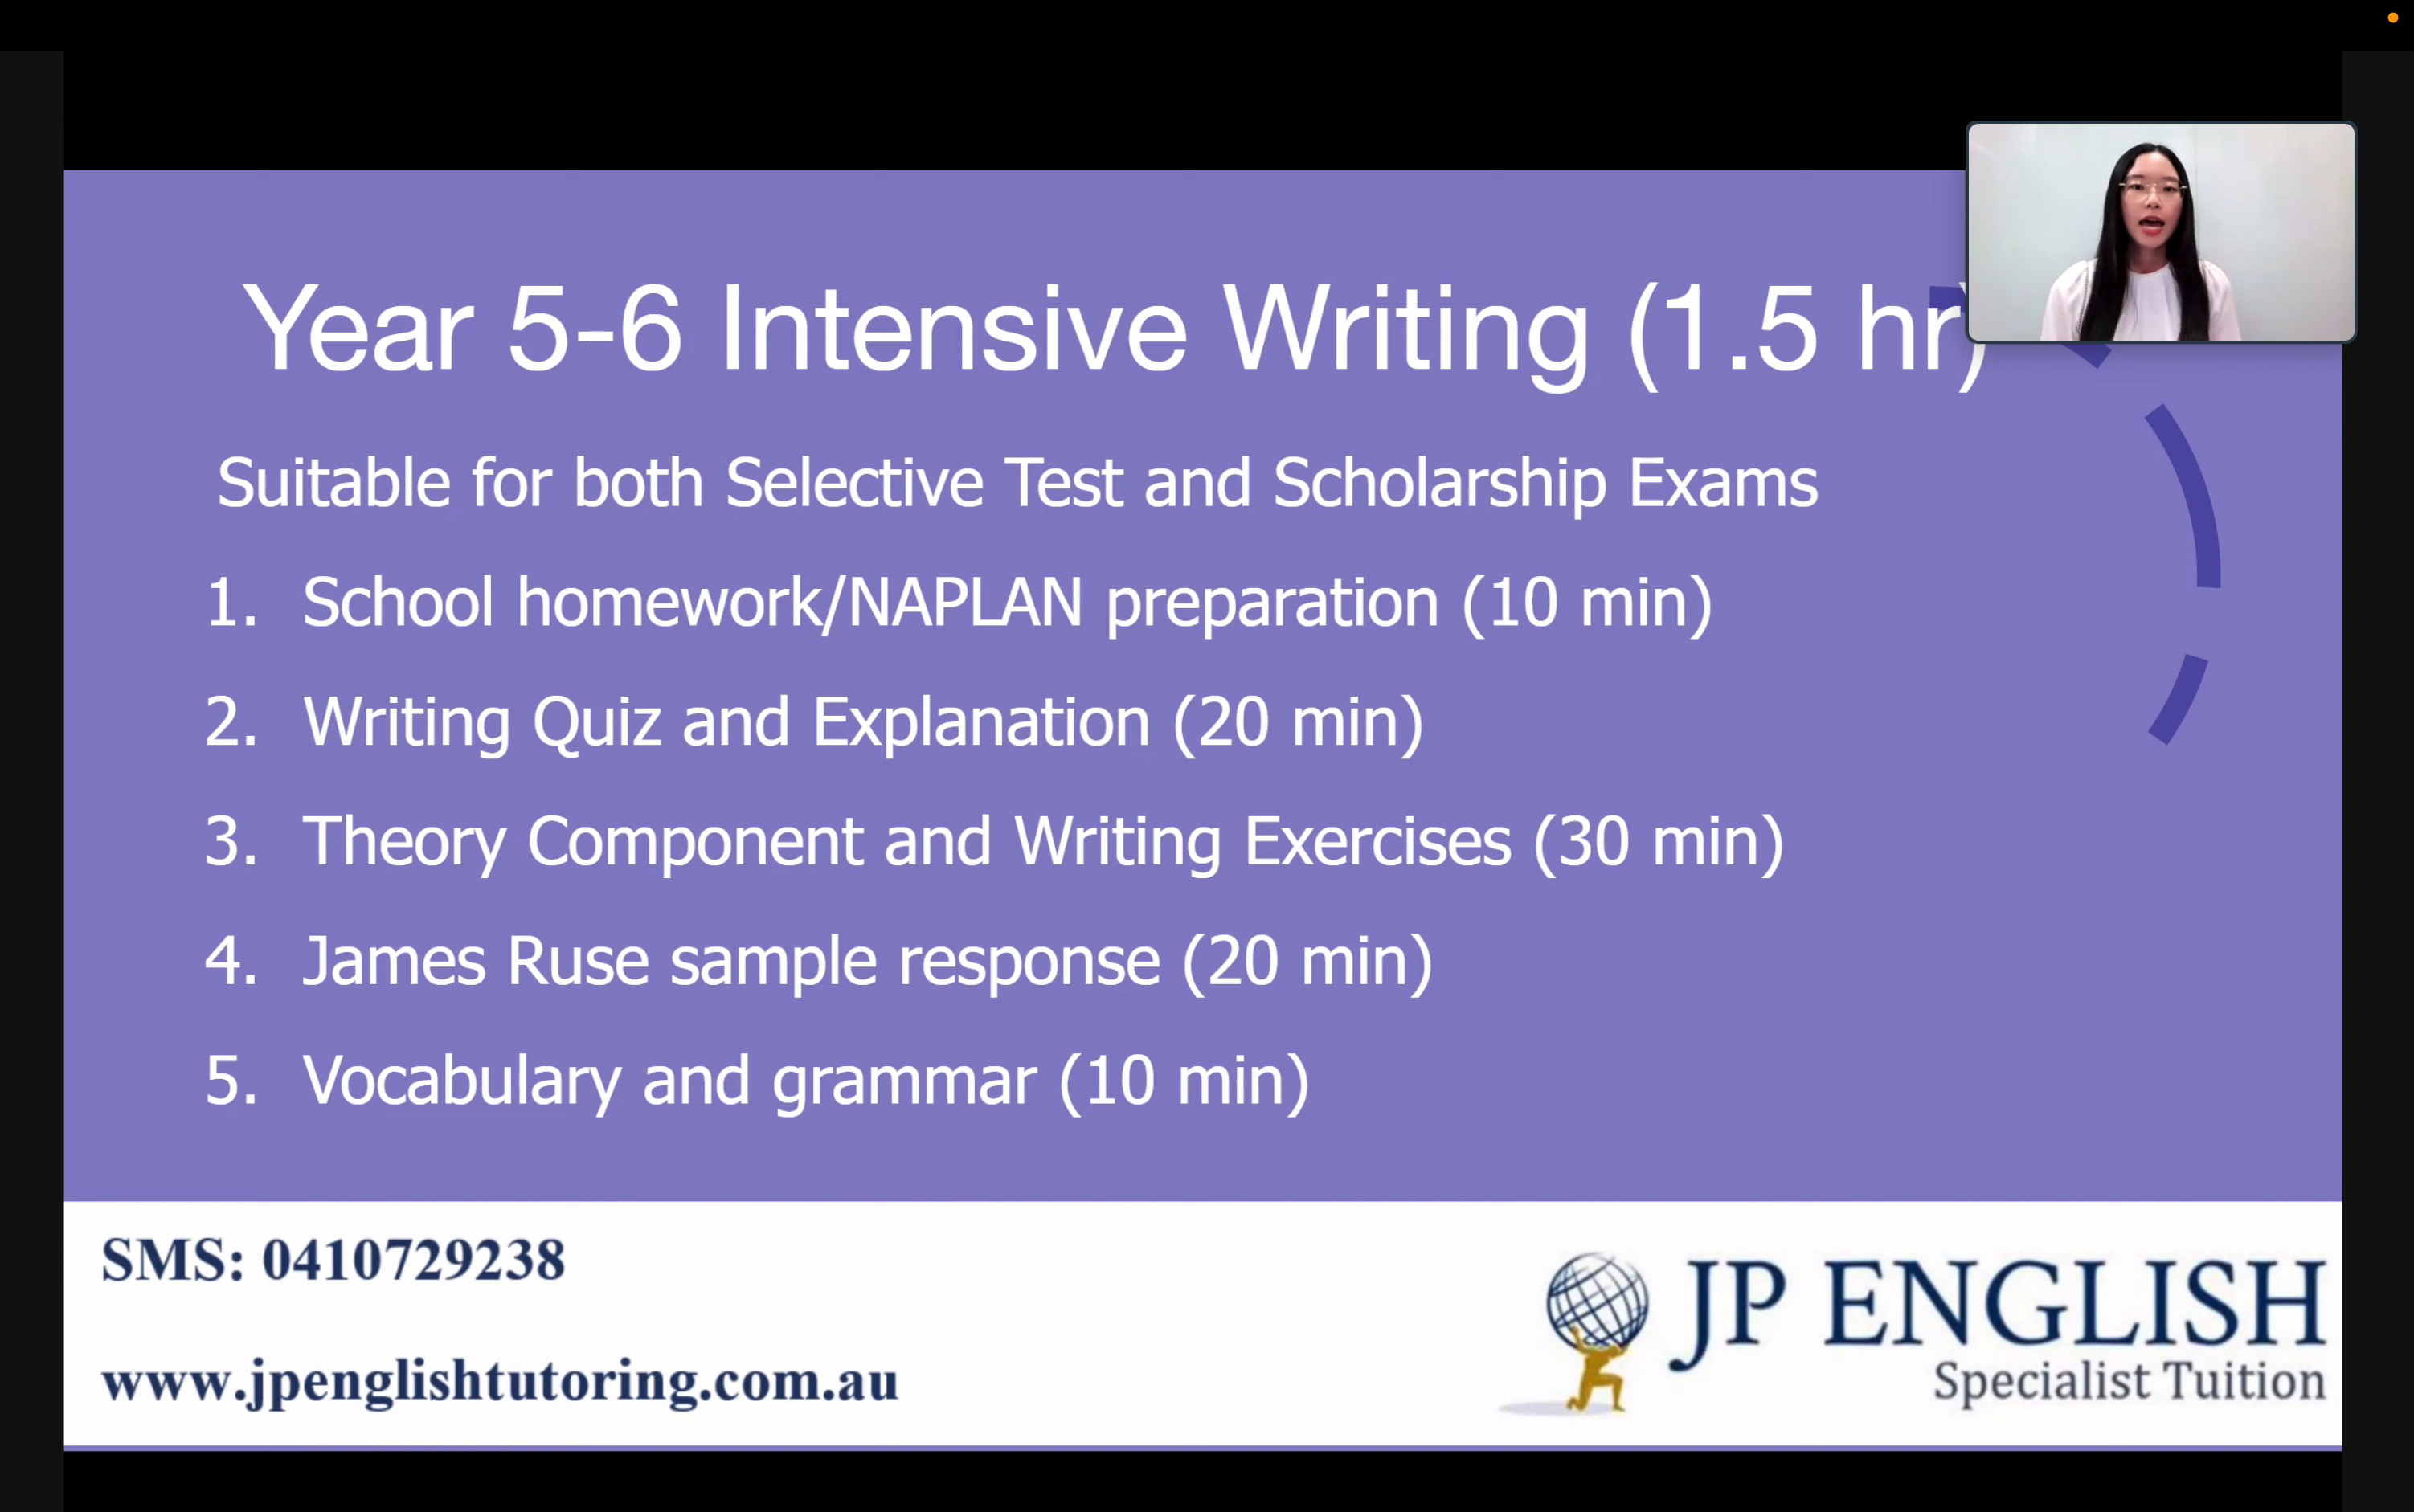 Year 5-6 Intensive Writing (1.5 hr)
Suitable for both Selective Test and Scholarship Exams
1. School homework/NAPLAN preparation (10 min)
2. Writing Quiz and Explanation (20 min)
3. Theory Component and Writing Exercises (30 min)
4. James Ruse sample response (20 min)
5. Vocabulary and grammar (10 min)
SMS: 0410729238
www.jpenglishtutoring.com.au
JP ENGLISH
Specialist Tuition